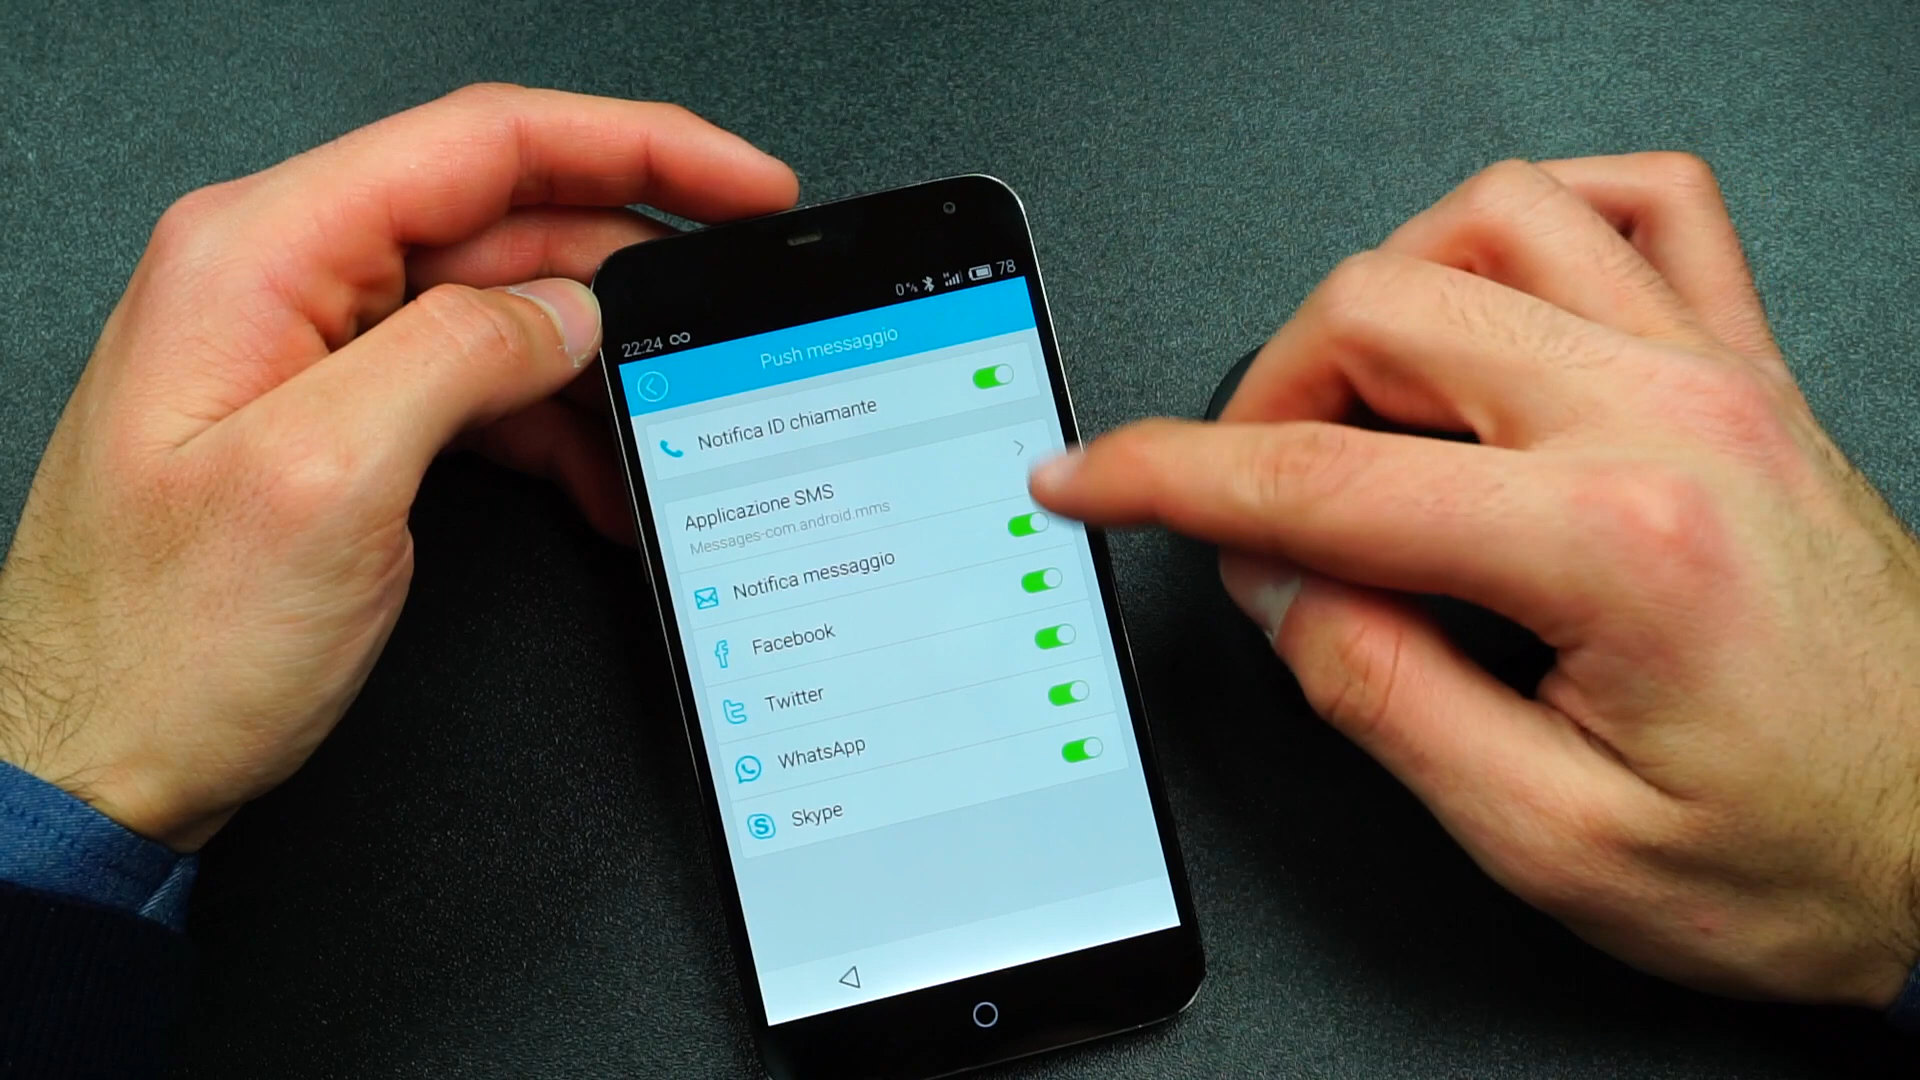 22:24
0%
78
Push messaggio
Notifica ID chiamante
Applicazione SMS
Messages-com.android.mms
Notifica messaggio
Facebook
Twitter
WhatsApp
Skype